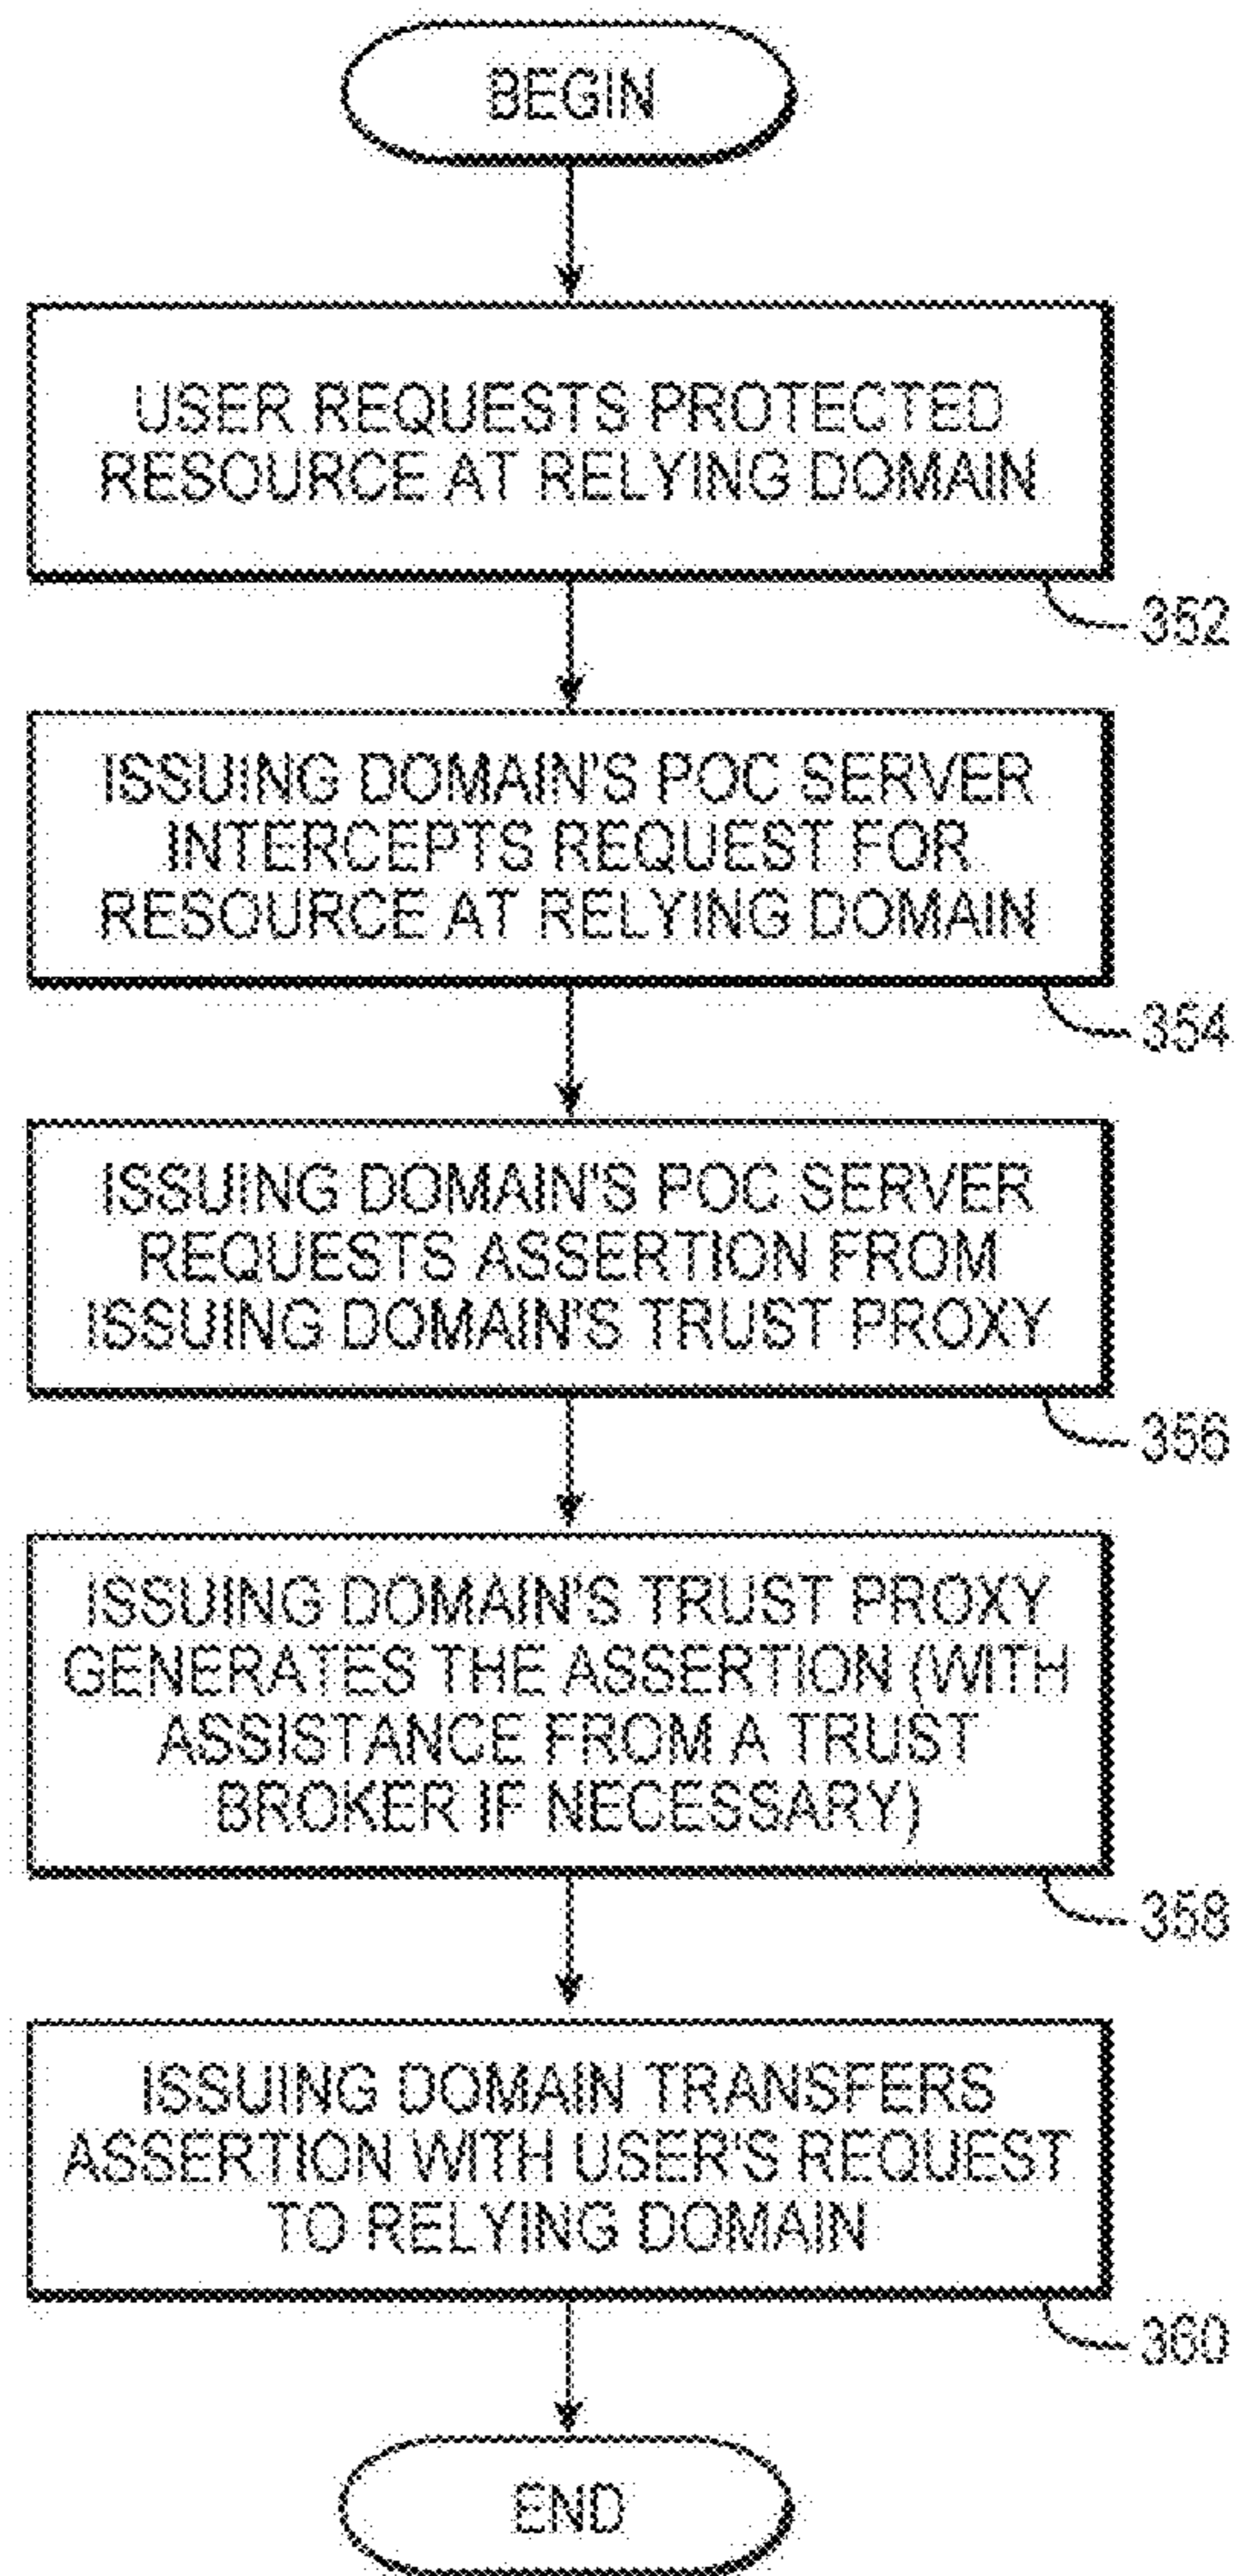 BEGIN
USER REQUESTS PROTECTED
RESOURCE AT RELYING DOMAIN
352
ISSUING DOMAIN'S POC SERVER
INTERCEPTS REQUEST FOR
RESOURCE AT RELYING DOMAIN
354
ISSUING DOMAIN'S POC SERVER
REQUESTS ASSERTION FROM
ISSUING DOMAIN'S TRUST PROXY
356
ISSUING DOMAIN'S TRUST PROXY
GENERATES THE ASSERTION (WITH
ASSISTANCE FROM A TRUST
BROKER IF NECESSARY)
358
ISSUING DOMAIN TRANSFERS
ASSERTION WITH USER'S REQUEST
TO RELYING DOMAIN
360
END